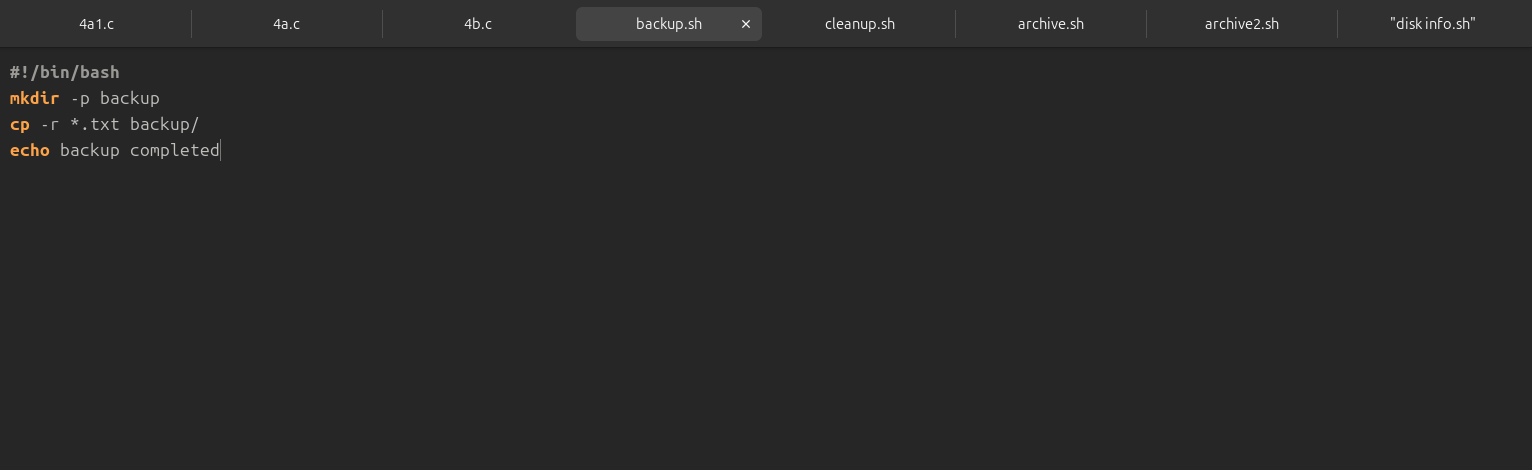 4a1.c 4a.c 4b.c backup.sh × cleanup.sh archive.sh archive2.sh "disk info.sh"
#!/bin/bash
mkdir -p backup
cp -r *.txt backup/
echo backup completed